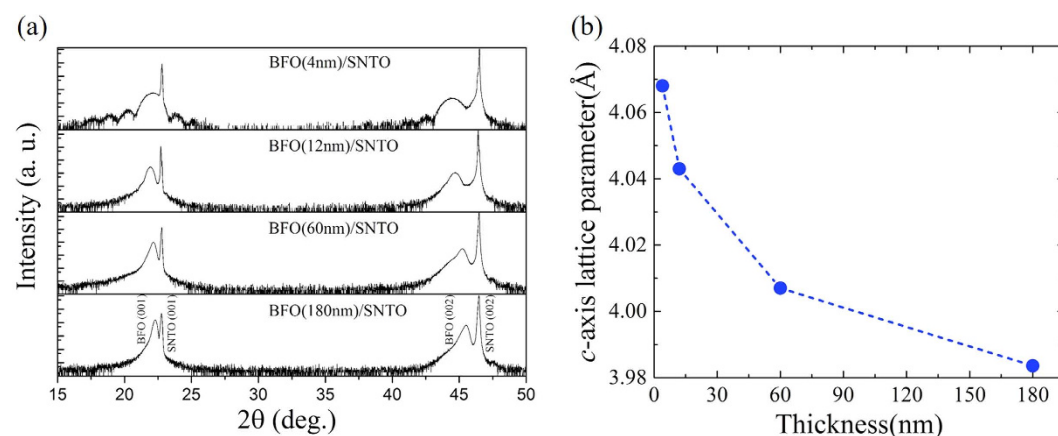 (a)
Intensity (a. u.)
BFO(4nm)/SNTO
BFO(12nm)/SNTO
BFO(60nm)/SNTO
BFO(180nm)/SNTO
BFO (001)
SNTO (001)
BFO (002)
SNTO (002)
15 20 25 30 35 40 45 50
2θ (deg.)
(b)
c-axis lattice parameter(Å)
4.08
4.06
4.04
4.02
4.00
3.98
0 30 60 90 120 150 180
Thickness(nm)